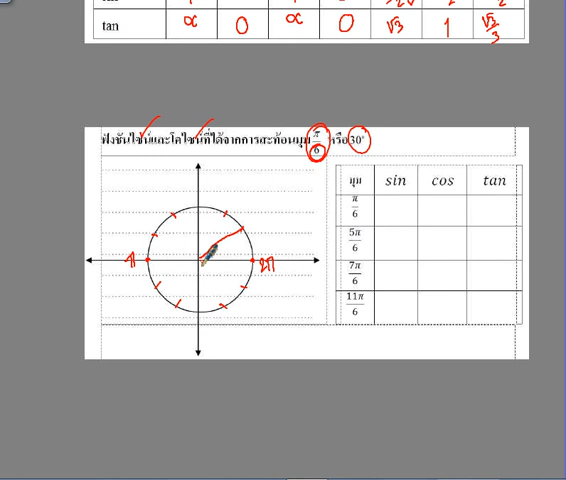 tan ∝ 0 ∝ 0 √3 1 √3/3
ฟังชันไซน์และโคไซน์ที่ได้จากการสะท้อนมุม π/6 หรือ 30°
มุม sin cos tan
π/6
5π/6
7π/6
11π/6
π 2π